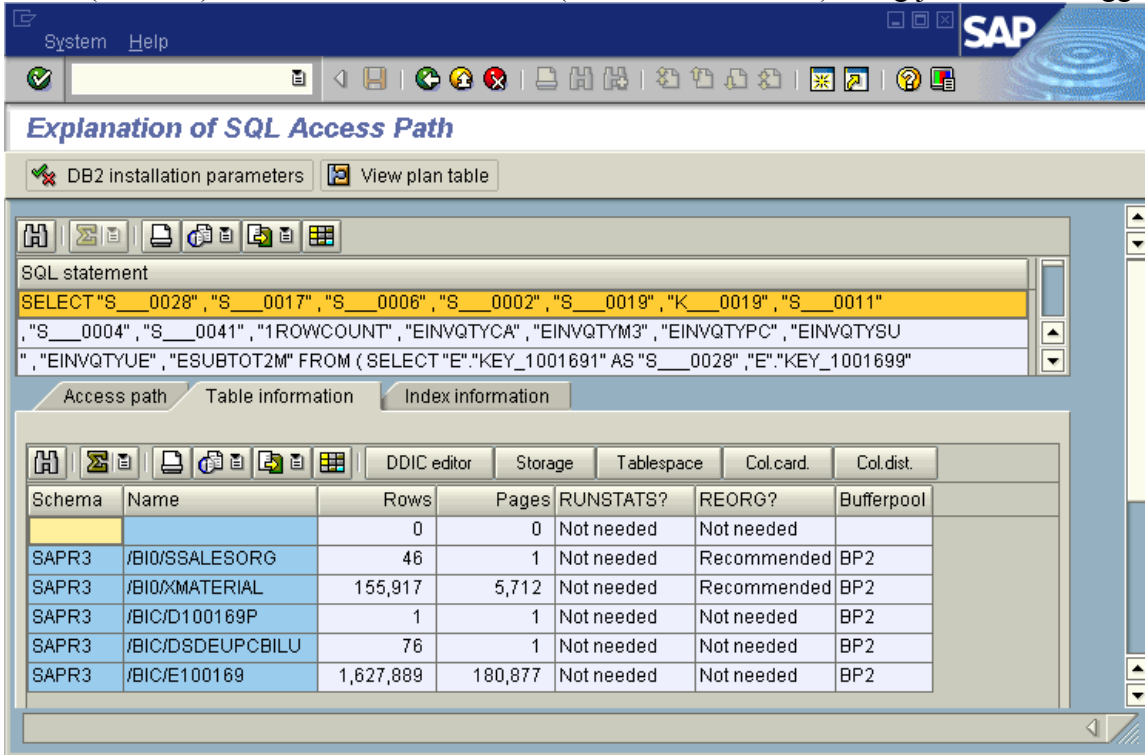 System Help
SAP
Explanation of SQL Access Path
DB2 installation parameters View plan table
SQL statement
SELECT "S___0028" , "S___0017" , "S___0006" , "S___0002" , "S___0019" , "K___0019" , "S___0011"
, "S___0004" , "S___0041" , "1ROWCOUNT" , "EINVQTYCA" , "EINVQTYM3" , "EINVQTYPC" , "EINVQTYSU
" , "EINVQTYUE" , "ESUBTOT2M" FROM ( SELECT "E"."KEY_1001691" AS "S___0028" , "E"."KEY_1001699"
Access path Table information Index information
DDIC editor Storage Tablespace Col.card. Col.dist.
Schema Name Rows Pages RUNSTATS? REORG? Bufferpool
0 0 Not needed Not needed
SAPR3 /BI0/SSALESORG 46 1 Not needed Recommended BP2
SAPR3 /BI0/XMATERIAL 155,917 5,712 Not needed Recommended BP2
SAPR3 /BIC/D100169P 1 1 Not needed Not needed BP2
SAPR3 /BIC/DSDEUPCBILU 76 1 Not needed Not needed BP2
SAPR3 /BIC/E100169 1,627,889 180,877 Not needed Not needed BP2